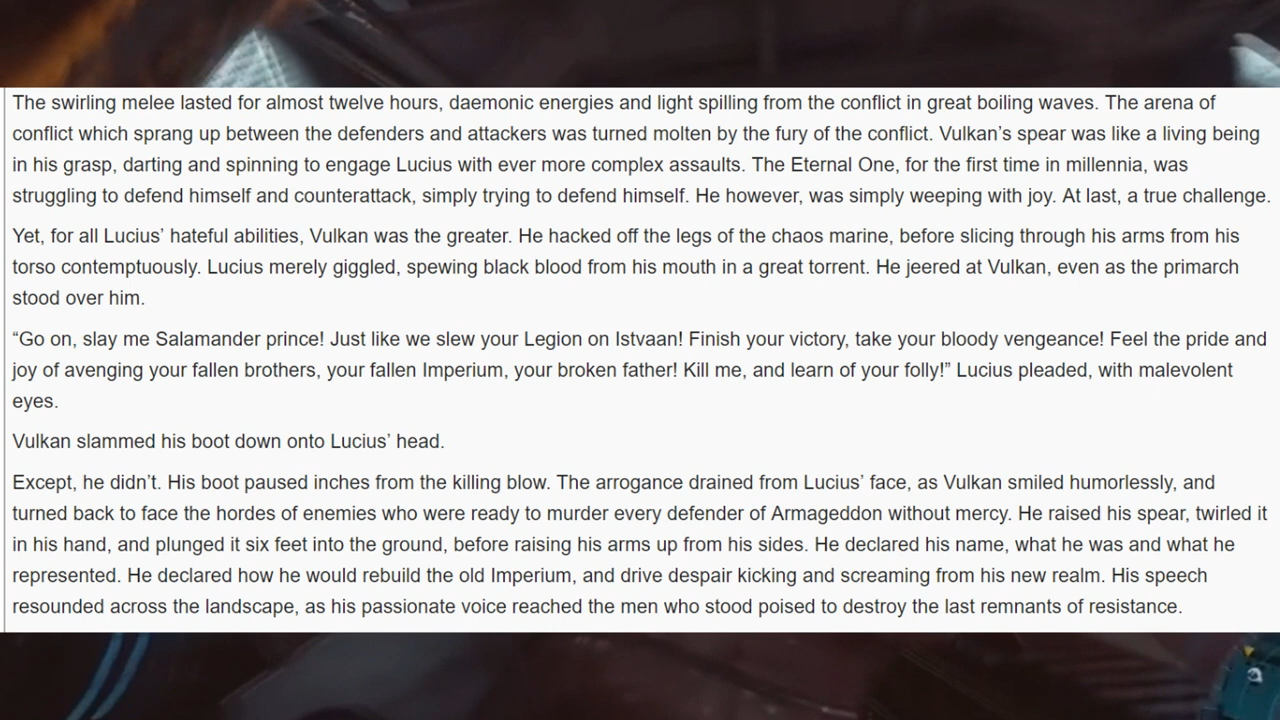 The swirling melee lasted for almost twelve hours, daemonic energies and light spilling from the conflict in great boiling waves. The arena of
conflict which sprang up between the defenders and attackers was turned molten by the fury of the conflict. Vulkan’s spear was like a living being
in his grasp, darting and spinning to engage Lucius with ever more complex assaults. The Eternal One, for the first time in millennia, was
struggling to defend himself and counterattack, simply trying to defend himself. He however, was simply weeping with joy. At last, a true challenge.
Yet, for all Lucius’ hateful abilities, Vulkan was the greater. He hacked off the legs of the chaos marine, before slicing through his arms from his
torso contemptuously. Lucius merely giggled, spewing black blood from his mouth in a great torrent. He jeered at Vulkan, even as the primarch
stood over him.
“Go on, slay me Salamander prince! Just like we slew your Legion on Istvaan! Finish your victory, take your bloody vengeance! Feel the pride and
joy of avenging your fallen brothers, your fallen Imperium, your broken father! Kill me, and learn of your folly!” Lucius pleaded, with malevolent
eyes.
Vulkan slammed his boot down onto Lucius’ head.
Except, he didn’t. His boot paused inches from the killing blow. The arrogance drained from Lucius’ face, as Vulkan smiled humorlessly, and
turned back to face the hordes of enemies who were ready to murder every defender of Armageddon without mercy. He raised his spear, twirled it
in his hand, and plunged it six feet into the ground, before raising his arms up from his sides. He declared his name, what he was and what he
represented. He declared how he would rebuild the old Imperium, and drive despair kicking and screaming from his new realm. His speech
resounded across the landscape, as his passionate voice reached the men who stood poised to destroy the last remnants of resistance.